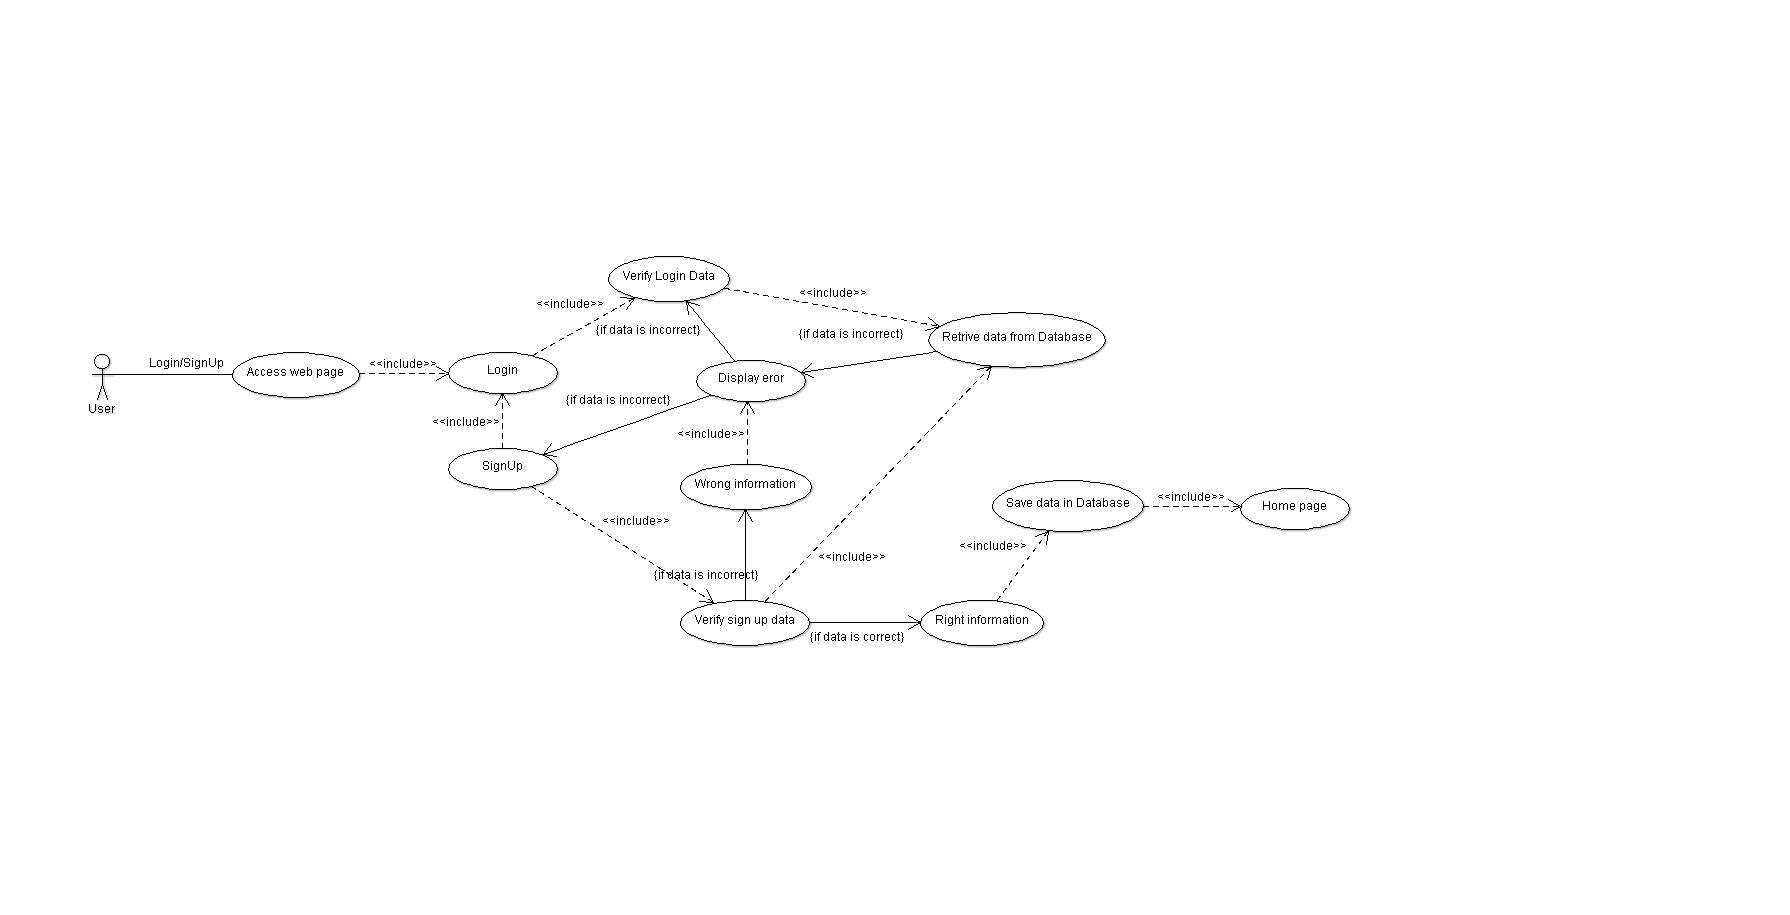 Verify Login Data
<<include>>
<<include>>
{if data is incorrect}
{if data is incorrect}
Retrive data from Database
Login/SignUp
Access web page
<<include>>
Login
Display eror
User
{if data is incorrect}
<<include>>
<<include>>
SignUp
Wrong information
Save data in Database
<<include>>
Home page
<<include>>
<<include>>
<<include>>
{if data is incorrect}
Verify sign up data
{if data is correct}
Right information